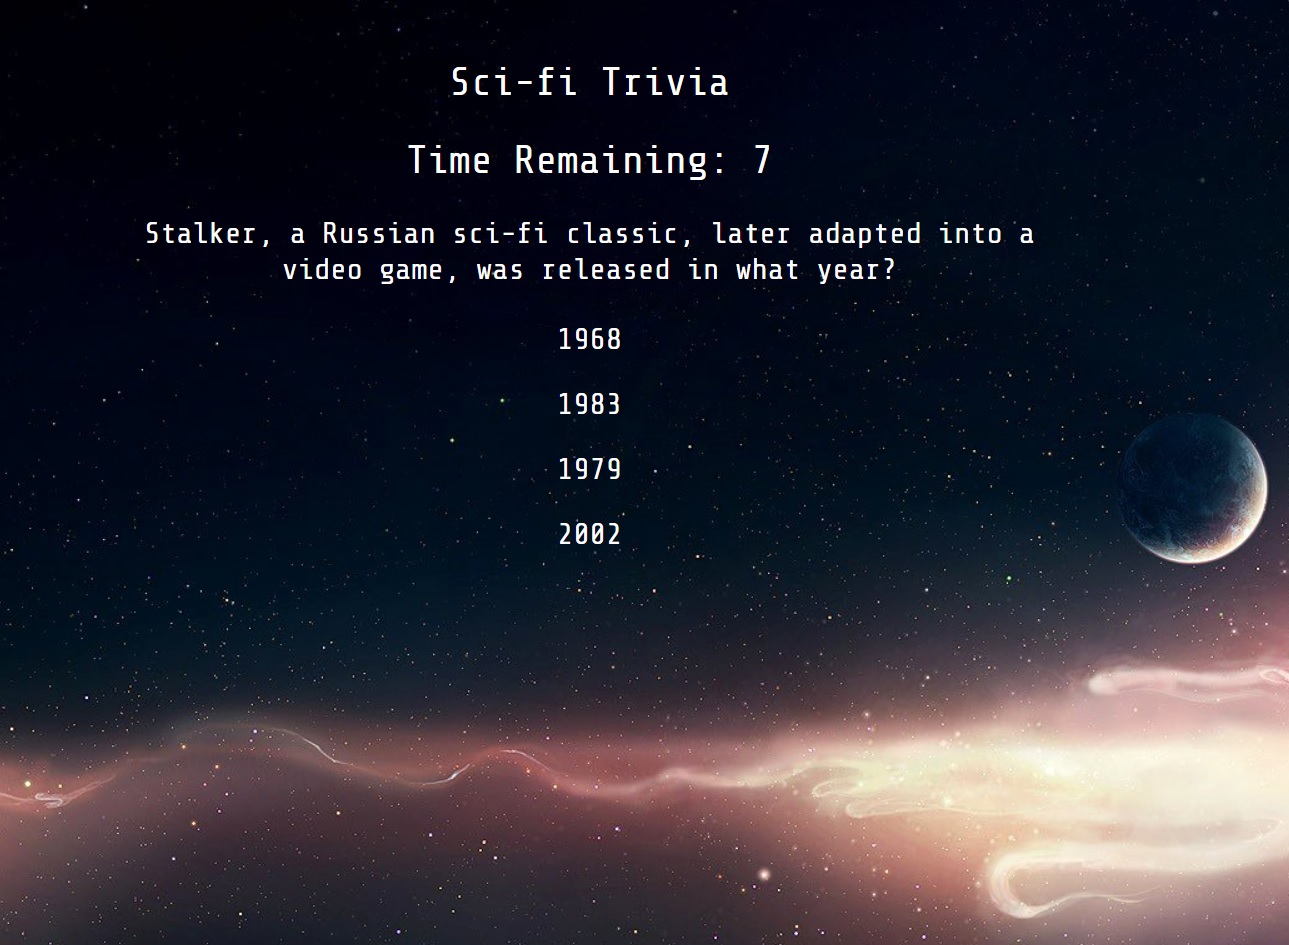 Sci-fi Trivia
Time Remaining: 7
Stalker, a Russian sci-fi classic, later adapted into a
video game, was released in what year?
1968
1983
1979
2002